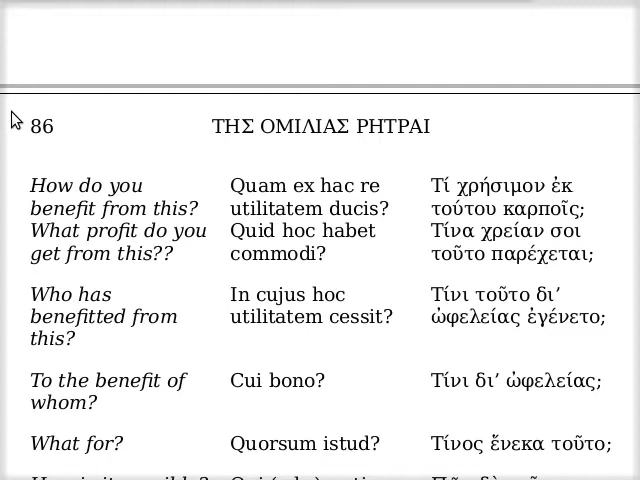 86 ΤΗΣ ΟΜΙΛΙΑΣ ΡΗΤΡΑΙ
How do you Quam ex hac re Τί χρήσιμον ἐκ
benefit from this? utilitatem ducis? τούτου καρποῖς;
What profit do you Quid hoc habet Τίνα χρείαν σοι
get from this?? commodi? τοῦτο παρέχεται;
Who has In cujus hoc Τίνι τοῦτο δι’
benefitted from utilitatem cessit? ὠφελείας ἐγένετο;
this?
To the benefit of Cui bono? Τίνι δι’ ὠφελείας;
whom?
What for? Quorsum istud? Τίνος ἕνεκα τοῦτο;